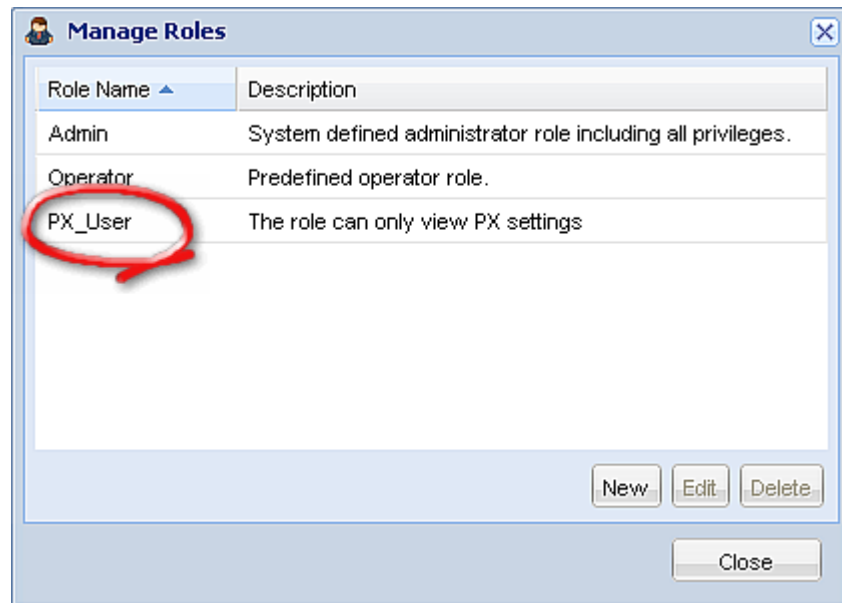 Manage Roles
Role Name Description
Admin System defined administrator role including all privileges.
Operator Predefined operator role.
PX_User The role can only view PX settings
New Edit Delete
Close